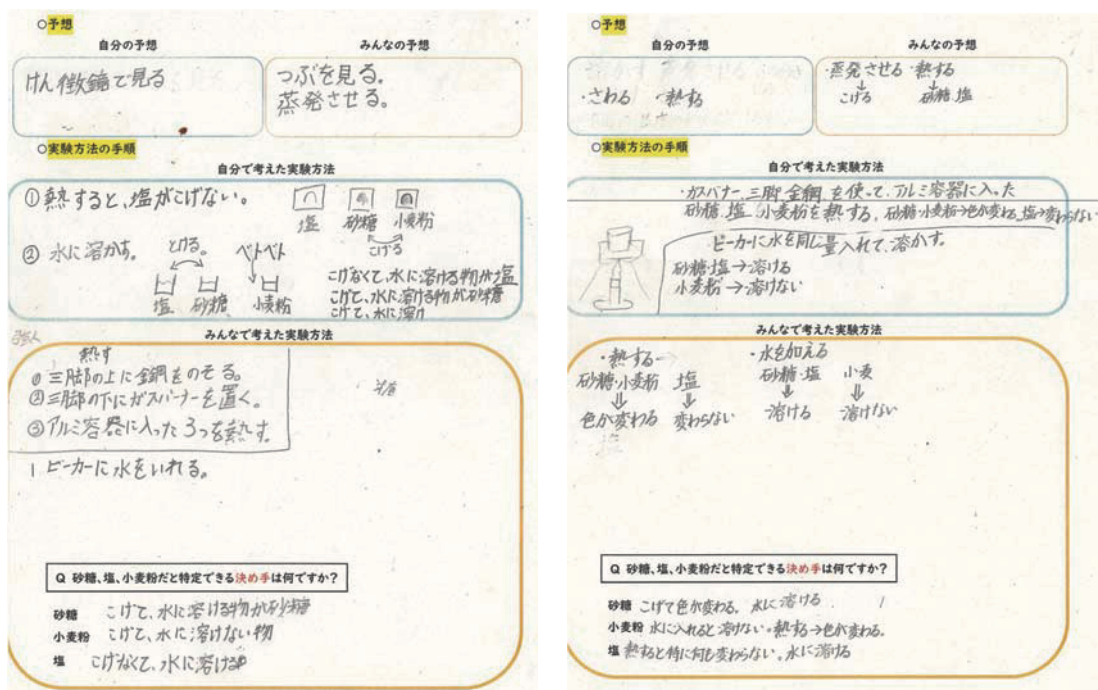 ○予想
自分の予想
みんなの予想
けん微鏡で見る
つぶを見る。
蒸発させる。
○実験方法の手順
自分で考えた実験方法
①熱すると、塩がこげない。
塩 砂糖 小麦粉
こげる
②水に溶かす。
とける。
ベトベト
塩 砂糖 小麦粉
こげなくて、水に溶ける物が塩
こげて、水に溶ける物が砂糖
こげて、水に溶け
みんなで考えた実験方法
熱す
①三脚の上に金網をのせる。
②三脚の下にガスバーナーを置く。
③アルミ容器に入った3つを熱す。
1 ビーカーに水をいれる。
Q 砂糖、塩、小麦粉だと特定できる決め手は何ですか?
砂糖 こげて、水に溶ける物が砂糖
小麦粉 こげて、水に溶けない物
塩 こげなくて、水に溶ける
○予想
自分の予想
みんなの予想
・さわる ・熱する
蒸発させる ・熱する
↓ ↓
こげる 砂糖、塩
○実験方法の手順
自分で考えた実験方法
・ガスバーナー、三脚、金網を使って、アルミ容器に入った
砂糖、塩、小麦粉を熱する。砂糖・小麦粉→色が変わる、塩→変わらない
ビーカーに水を同じ量入れて、溶かす。
砂糖・塩→溶ける
小麦粉→溶けない
みんなで考えた実験方法
・熱する→
砂糖・小麦粉 塩
⇓ ⇓
色が変わる 変わらない
塩
・水を加える
砂糖・塩 小麦
⇓ ⇓
溶ける 溶けない
Q 砂糖、塩、小麦粉だと特定できる決め手は何ですか?
砂糖 こげて色が変わる。水に溶ける
小麦粉 水に入れると溶けない。熱する→色が変わる。
塩 熱すると特に何も変わらない。水に溶ける